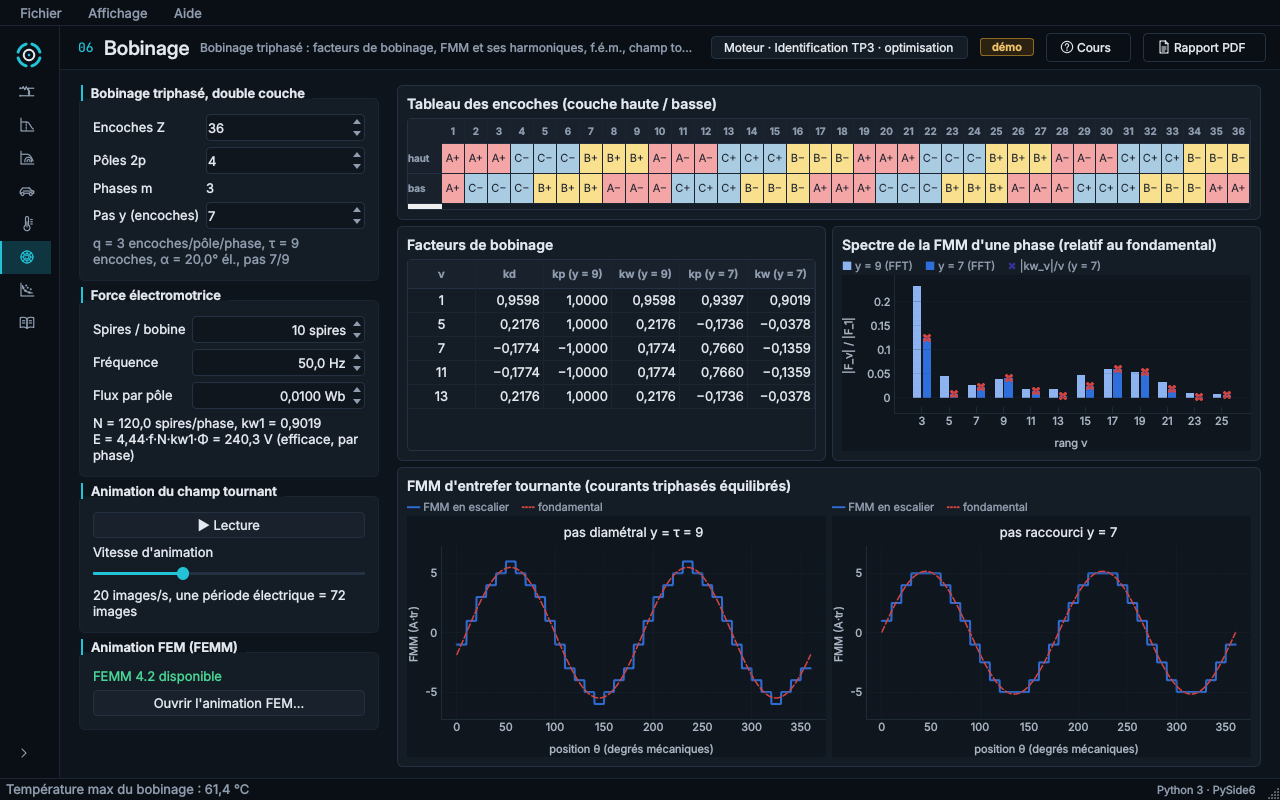 Fichier Affichage Aide
06 Bobinage Bobinage triphasé : facteurs de bobinage, FMM et ses harmoniques, f.é.m., champ to... Moteur · Identification TP3 · optimisation démo Cours Rapport PDF
Bobinage triphasé, double couche
Encoches Z 36
Pôles 2p 4
Phases m 3
Pas y (encoches) 7
q = 3 encoches/pôle/phase, τ = 9
encoches, α = 20,0° él., pas 7/9
Force électromotrice
Spires / bobine 10 spires
Fréquence 50,0 Hz
Flux par pôle 0,0100 Wb
N = 120,0 spires/phase, kw1 = 0,9019
E = 4,44·f·N·kw1·Φ = 240,3 V (efficace, par
phase)
Animation du champ tournant
Lecture
Vitesse d'animation
20 images/s, une période électrique = 72
images
Animation FEM (FEMM)
FEMM 4.2 disponible
Ouvrir l'animation FEM...
Tableau des encoches (couche haute / basse)
1 2 3 4 5 6 7 8 9 10 11 12 13 14 15 16 17 18 19 20 21 22 23 24 25 26 27 28 29 30 31 32 33 34 35 36
haut A+ A+ A+ C− C− C− B+ B+ B+ A− A− A− C+ C+ C+ B− B− B− A+ A+ A+ C− C− C− B+ B+ B+ A− A− A− C+ C+ C+ B− B− B−
bas A+ C− C− C− B+ B+ B+ A− A− A− C+ C+ C+ B− B− B− A+ A+ A+ C− C− C− B+ B+ B+ A− A− A− C+ C+ C+ B− B− B− A+ A+
Facteurs de bobinage
ν kd kp (y = 9) kw (y = 9) kp (y = 7) kw (y = 7)
1 0,9598 1,0000 0,9598 0,9397 0,9019
5 0,2176 1,0000 0,2176 −0,1736 −0,0378
7 −0,1774 −1,0000 0,1774 0,7660 −0,1359
11 −0,1774 −1,0000 0,1774 0,7660 −0,1359
13 0,2176 1,0000 0,2176 −0,1736 −0,0378
Spectre de la FMM d'une phase (relatif au fondamental)
y = 9 (FFT) y = 7 (FFT) |kw_ν|/ν (y = 7)
|F_ν| / |F_1|
0.2
0.15
0.1
0.05
0
3 5 7 9 11 13 15 17 19 21 23 25
rang ν
FMM d'entrefer tournante (courants triphasés équilibrés)
FMM en escalier fondamental
pas diamétral y = τ = 9
FMM (A·tr)
5
0
−5
0 50 100 150 200 250 300 350
position θ (degrés mécaniques)
FMM en escalier fondamental
pas raccourci y = 7
FMM (A·tr)
5
0
−5
0 50 100 150 200 250 300 350
position θ (degrés mécaniques)
Température max du bobinage : 61,4 °C Python 3 · PySide6